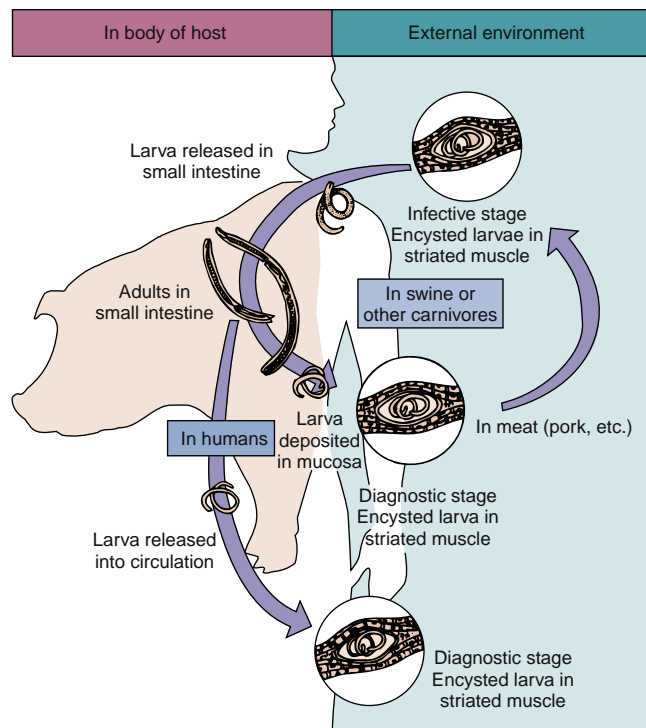 In body of host
External environment
Larva released in
small intestine
Infective stage
Encysted larvae in
striated muscle
Adults in
small intestine
In swine or
other carnivores
In humans
Larva
deposited
in mucosa
In meat (pork, etc.)
Diagnostic stage
Encysted larva in
striated muscle
Larva released
into circulation
Diagnostic stage
Encysted larva in
striated muscle